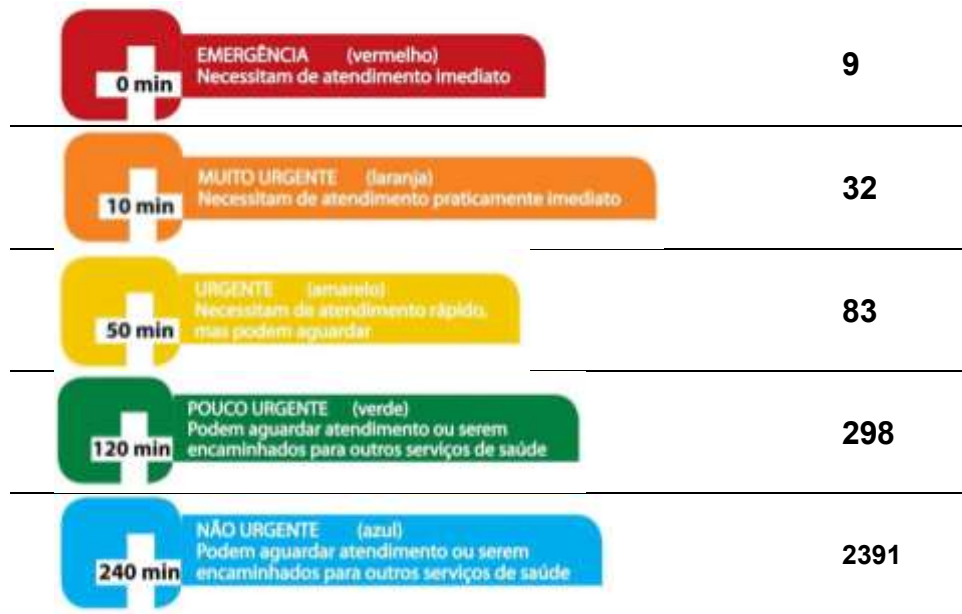 EMERGÊNCIA (vermelho)
Necessitam de atendimento imediato
0 min
9
MUITO URGENTE (laranja)
Necessitam de atendimento praticamente imediato
10 min
32
URGENTE (amarelo)
Necessitam de atendimento rápido,
mas podem aguardar
50 min
83
POUCO URGENTE (verde)
Podem aguardar atendimento ou serem
encaminhados para outros serviços de saúde
120 min
298
NÃO URGENTE (azul)
Podem aguardar atendimento ou serem
encaminhados para outros serviços de saúde
240 min
2391